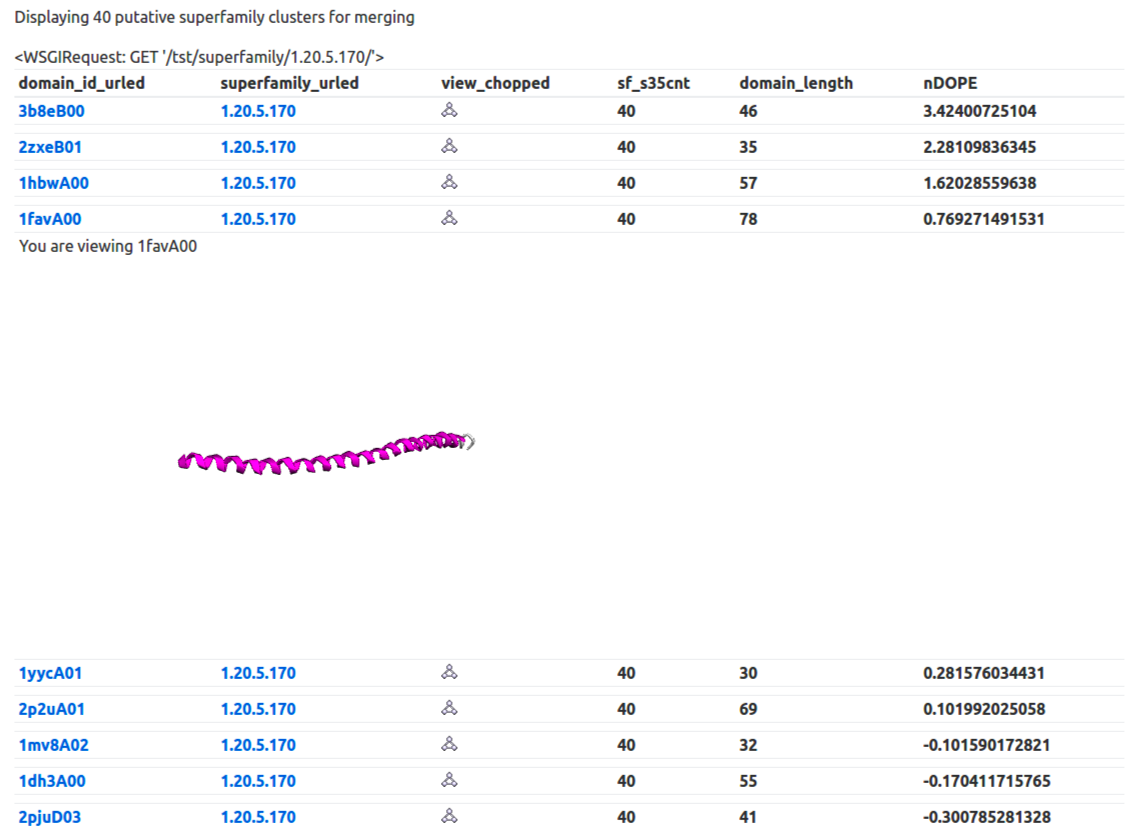 Displaying 40 putative superfamily clusters for merging
<WSGIRequest: GET '/tst/superfamily/1.20.5.170/'>
domain_id_urled superfamily_urled view_chopped sf_s35cnt domain_length nDOPE
3b8eB00 1.20.5.170 40 46 3.42400725104
2zxeB01 1.20.5.170 40 35 2.28109836345
1hbwA00 1.20.5.170 40 57 1.62028559638
1favA00 1.20.5.170 40 78 0.769271491531
You are viewing 1favA00
1yycA01 1.20.5.170 40 30 0.281576034431
2p2uA01 1.20.5.170 40 69 0.101992025058
1mv8A02 1.20.5.170 40 32 -0.101590172821
1dh3A00 1.20.5.170 40 55 -0.170411715765
2pjuD03 1.20.5.170 40 41 -0.300785281328